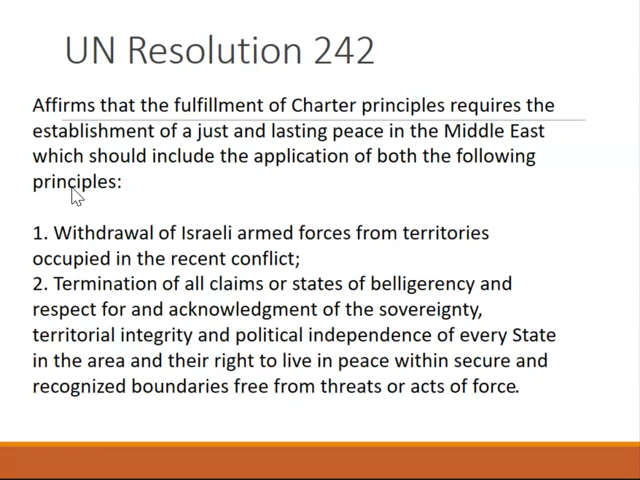 UN Resolution 242
Affirms that the fulfillment of Charter principles requires the
establishment of a just and lasting peace in the Middle East
which should include the application of both the following
principles:
1. Withdrawal of Israeli armed forces from territories
occupied in the recent conflict;
2. Termination of all claims or states of belligerency and
respect for and acknowledgment of the sovereignty,
territorial integrity and political independence of every State
in the area and their right to live in peace within secure and
recognized boundaries free from threats or acts of force.